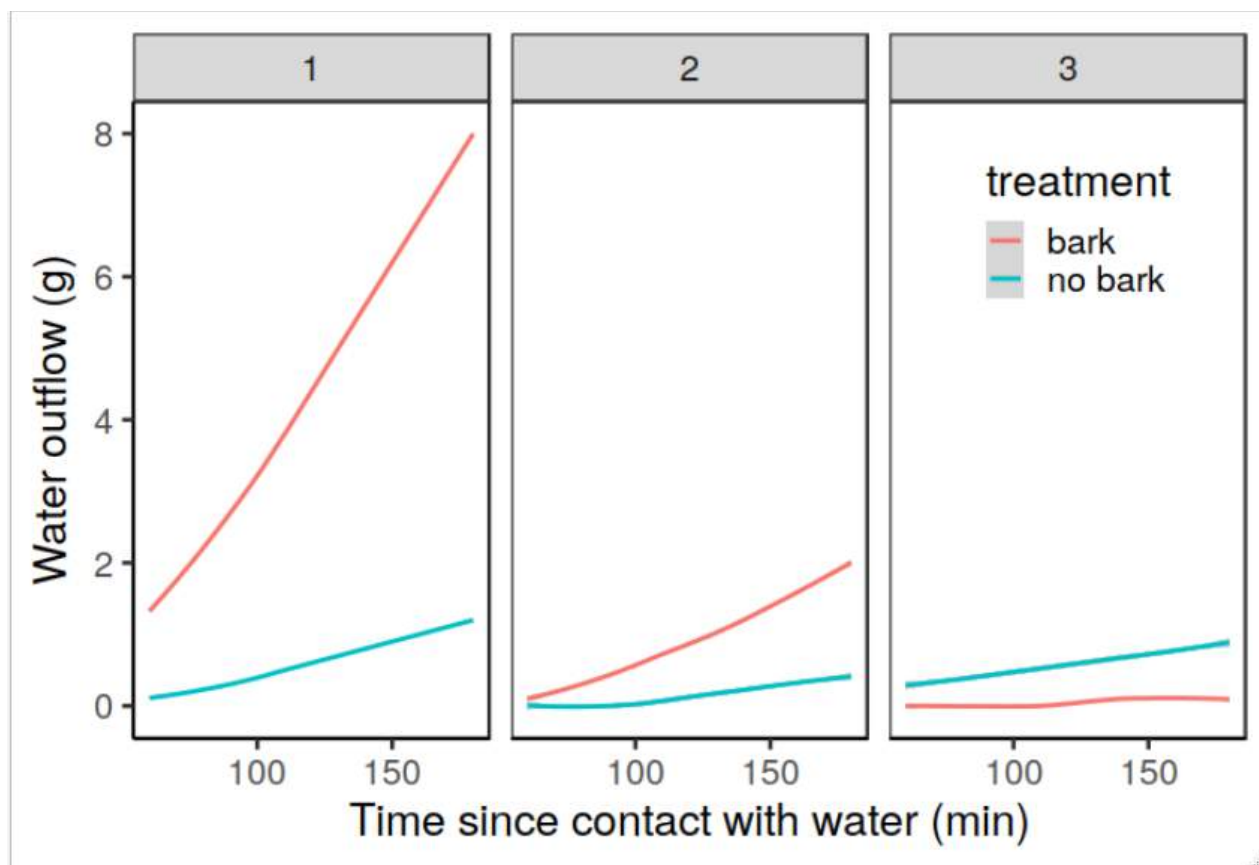 1 2 3
Water outflow (g)
8
6
4
2
0
treatment
bark
no bark
100 150 100 150 100 150
Time since contact with water (min)